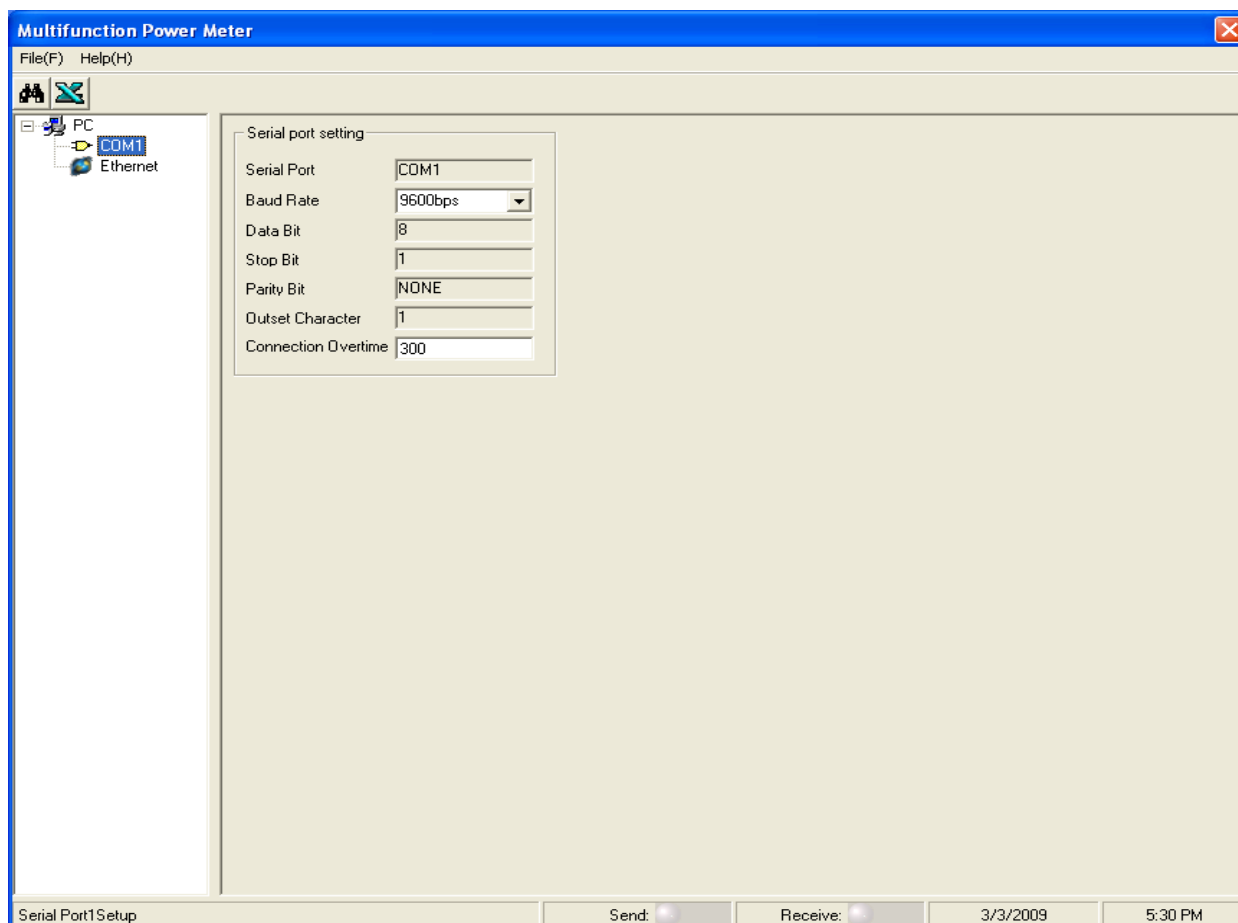 Multifunction Power Meter
File(F) Help(H)
PC
COM1
Ethernet
Serial port setting
Serial Port COM1
Baud Rate 9600bps
Data Bit 8
Stop Bit 1
Parity Bit NONE
Outset Character 1
Connection Overtime 300
Serial Port1Setup Send: Receive: 3/3/2009 5:30 PM